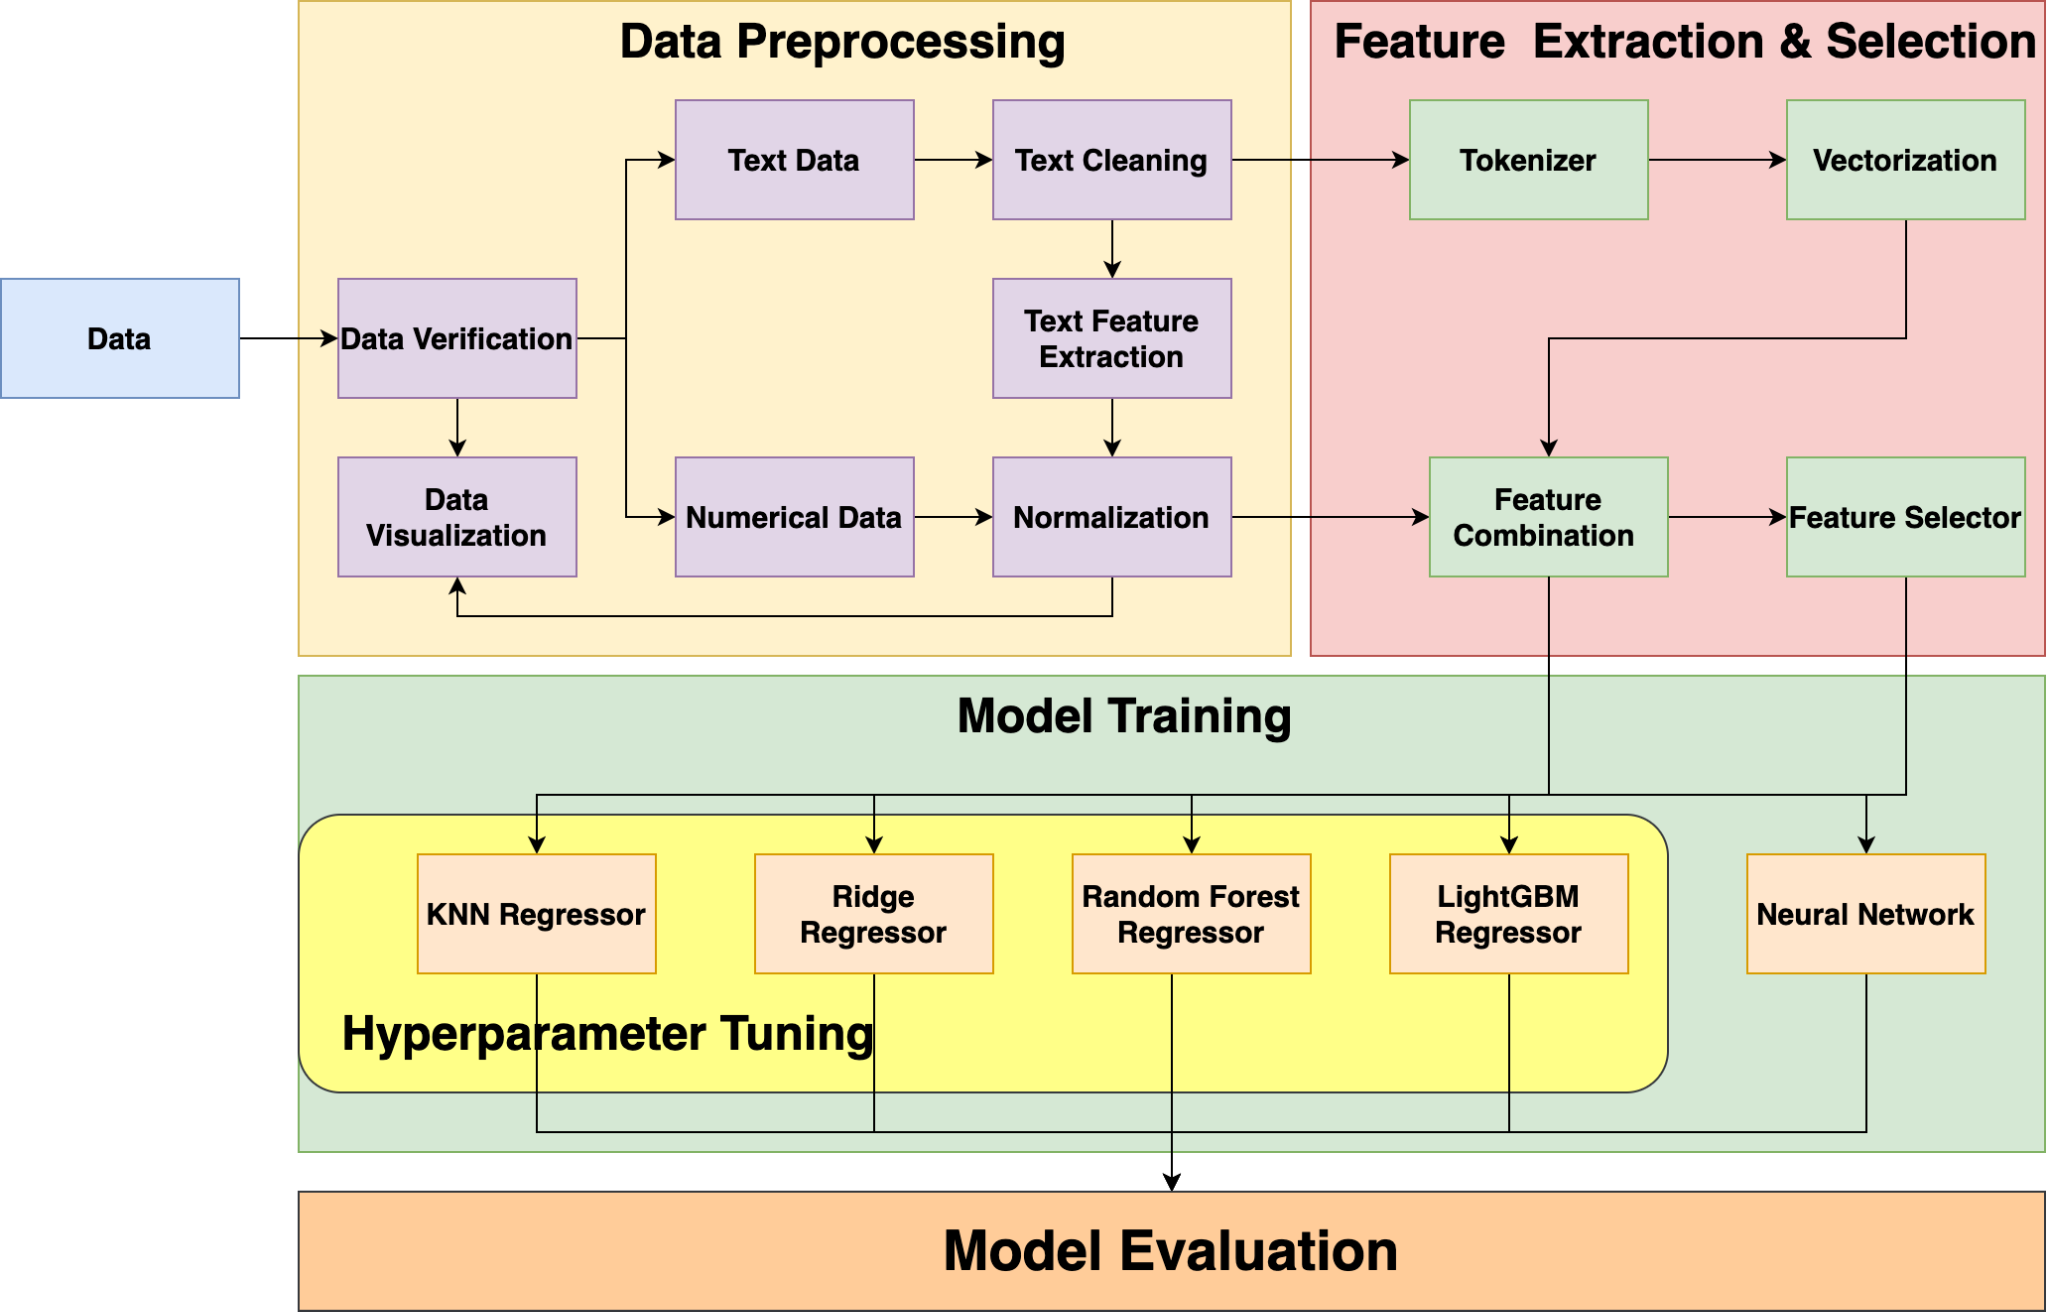 Data Preprocessing
Feature Extraction & Selection
Text Data
Text Cleaning
Tokenizer
Vectorization
Data
Data Verification
Text Feature
Extraction
Data
Visualization
Numerical Data
Normalization
Feature
Combination
Feature Selector
Model Training
KNN Regressor
Ridge
Regressor
Random Forest
Regressor
LightGBM
Regressor
Neural Network
Hyperparameter Tuning
Model Evaluation